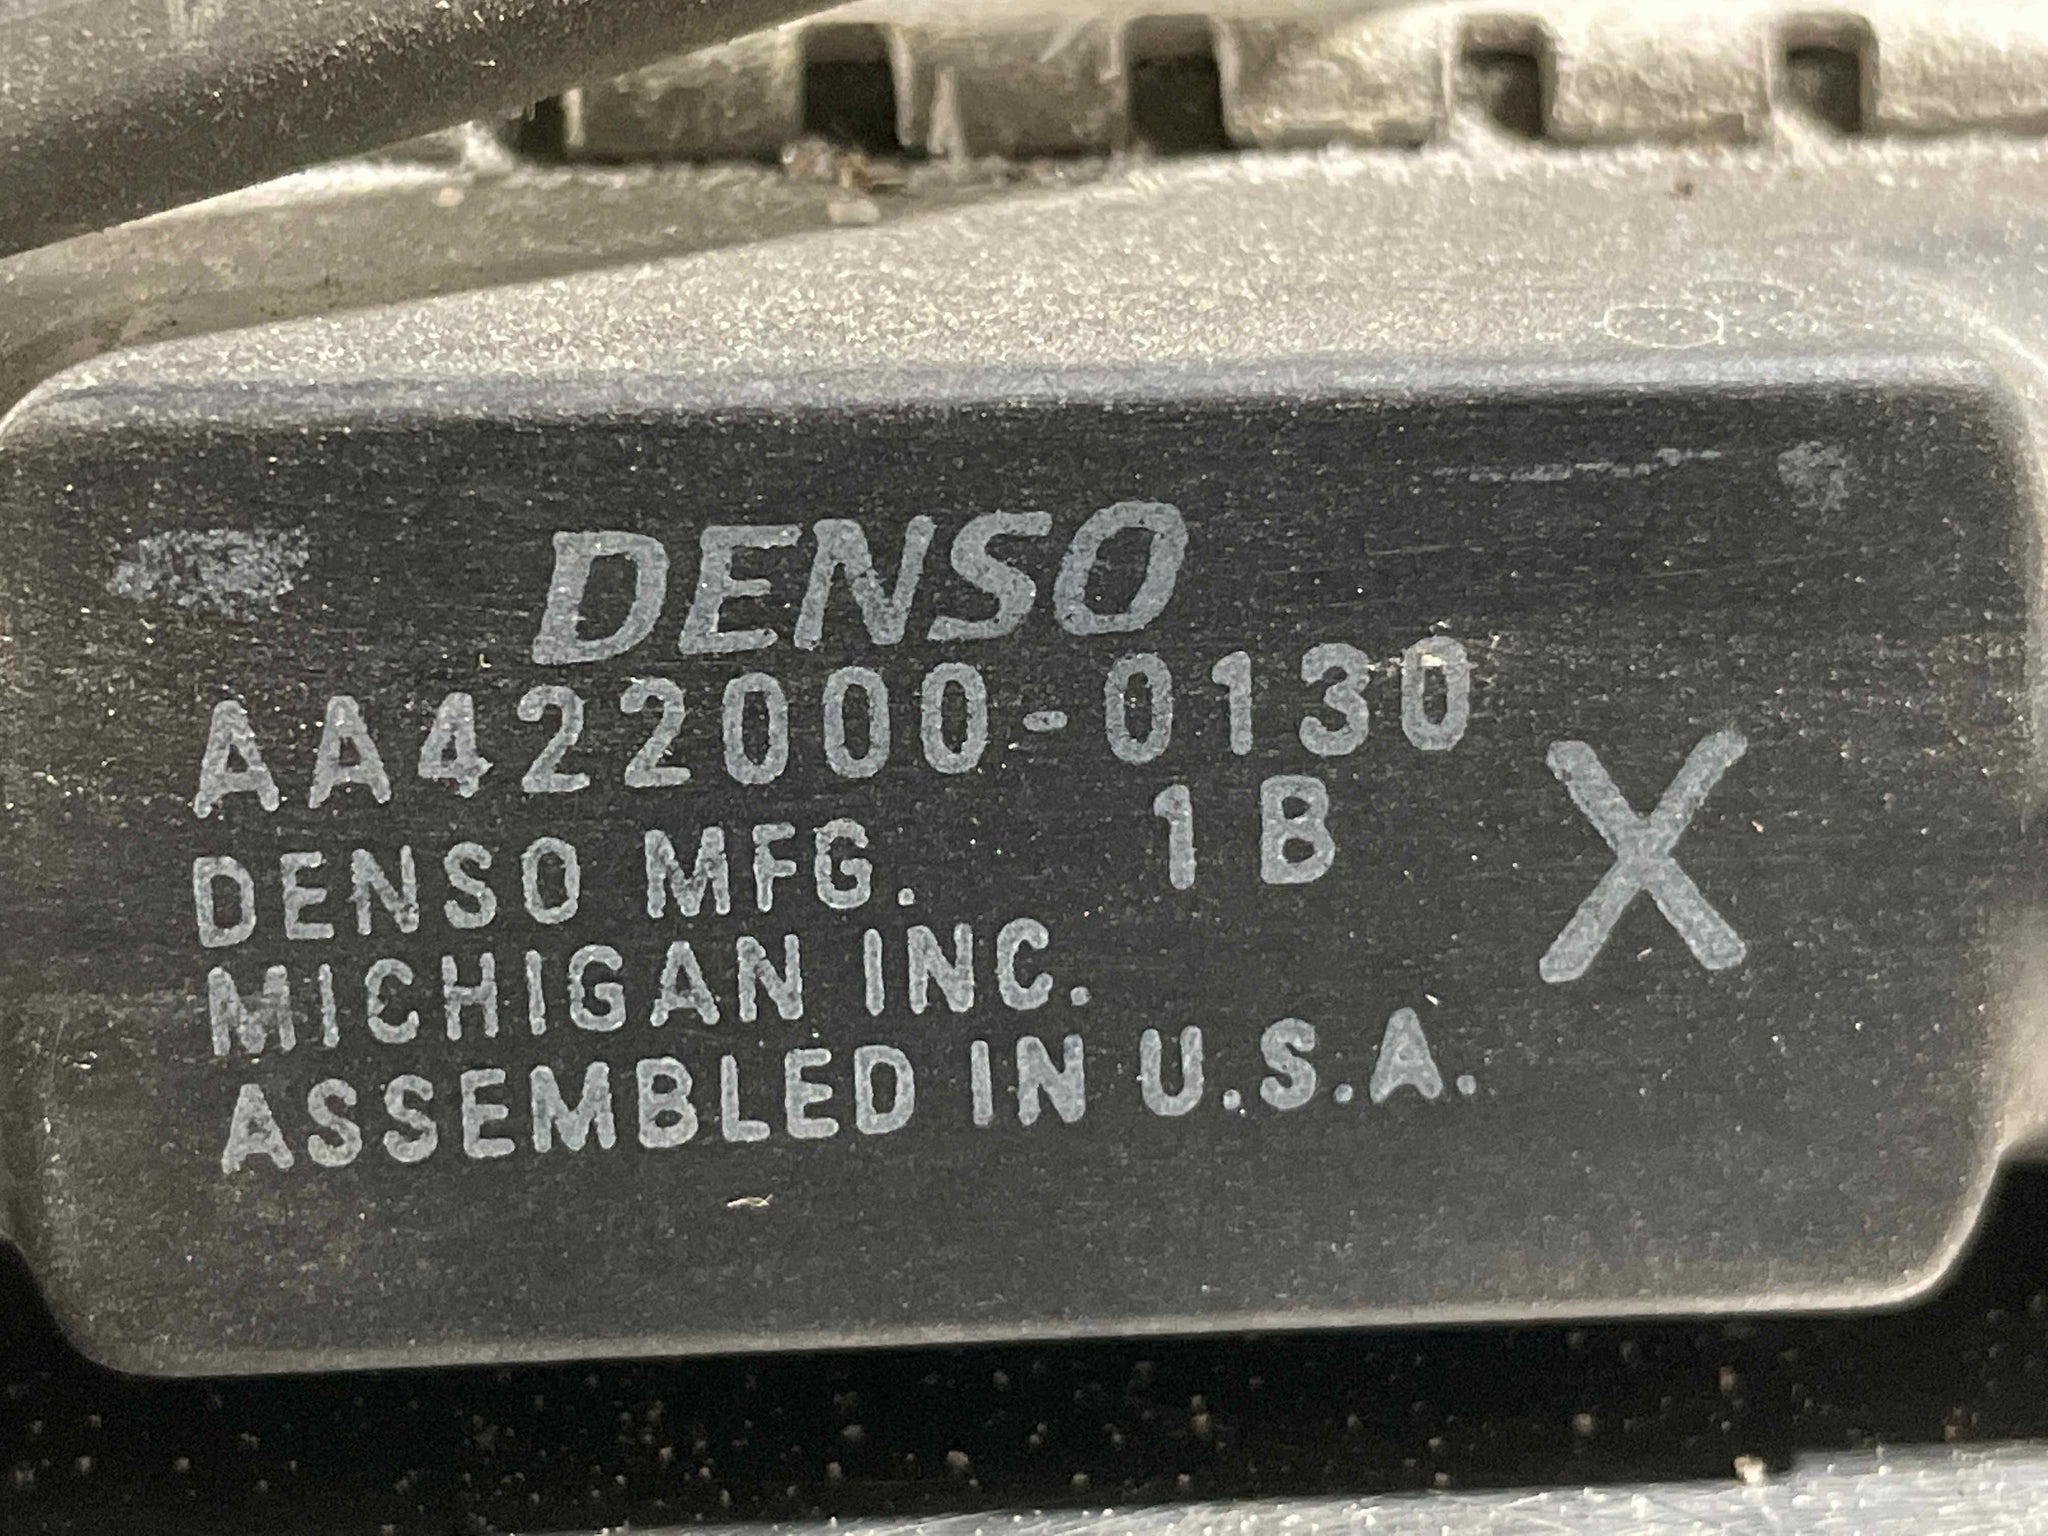 DENSO
AA422000-0130
DENSO MFG. 1B X
MICHIGAN INC.
ASSEMBLED IN U.S.A.